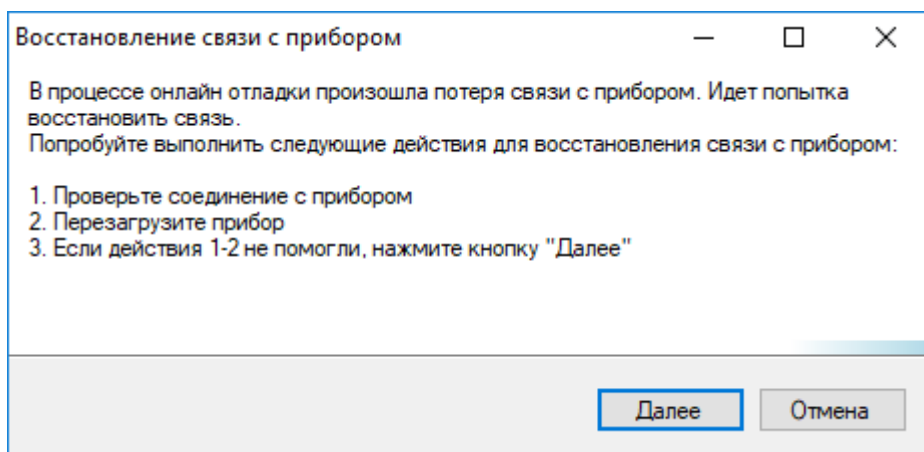 Восстановление связи с прибором
В процессе онлайн отладки произошла потеря связи с прибором. Идет попытка
восстановить связь.
Попробуйте выполнить следующие действия для восстановления связи с прибором:
1. Проверьте соединение с прибором
2. Перезагрузите прибор
3. Если действия 1-2 не помогли, нажмите кнопку "Далее"
Далее
Отмена